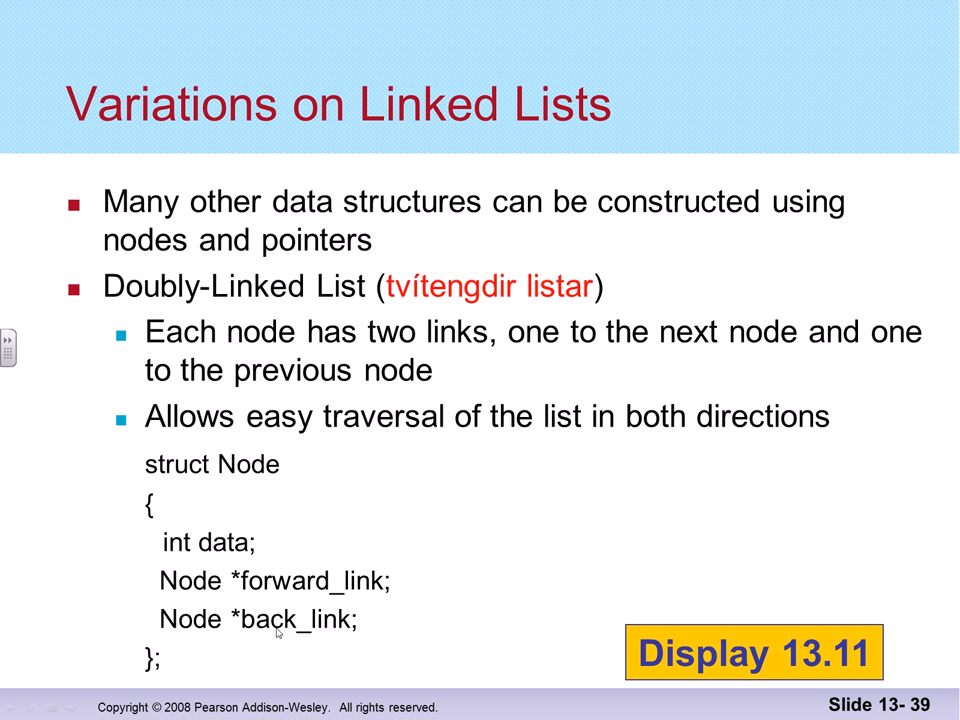 Variations on Linked Lists
Many other data structures can be constructed using
nodes and pointers
Doubly-Linked List (tvítengdir listar)
Each node has two links, one to the next node and one
to the previous node
Allows easy traversal of the list in both directions
struct Node
{
int data;
Node *forward_link;
Node *back_link;
};
Display 13.11
Copyright © 2008 Pearson Addison-Wesley. All rights reserved.
Slide 13- 39